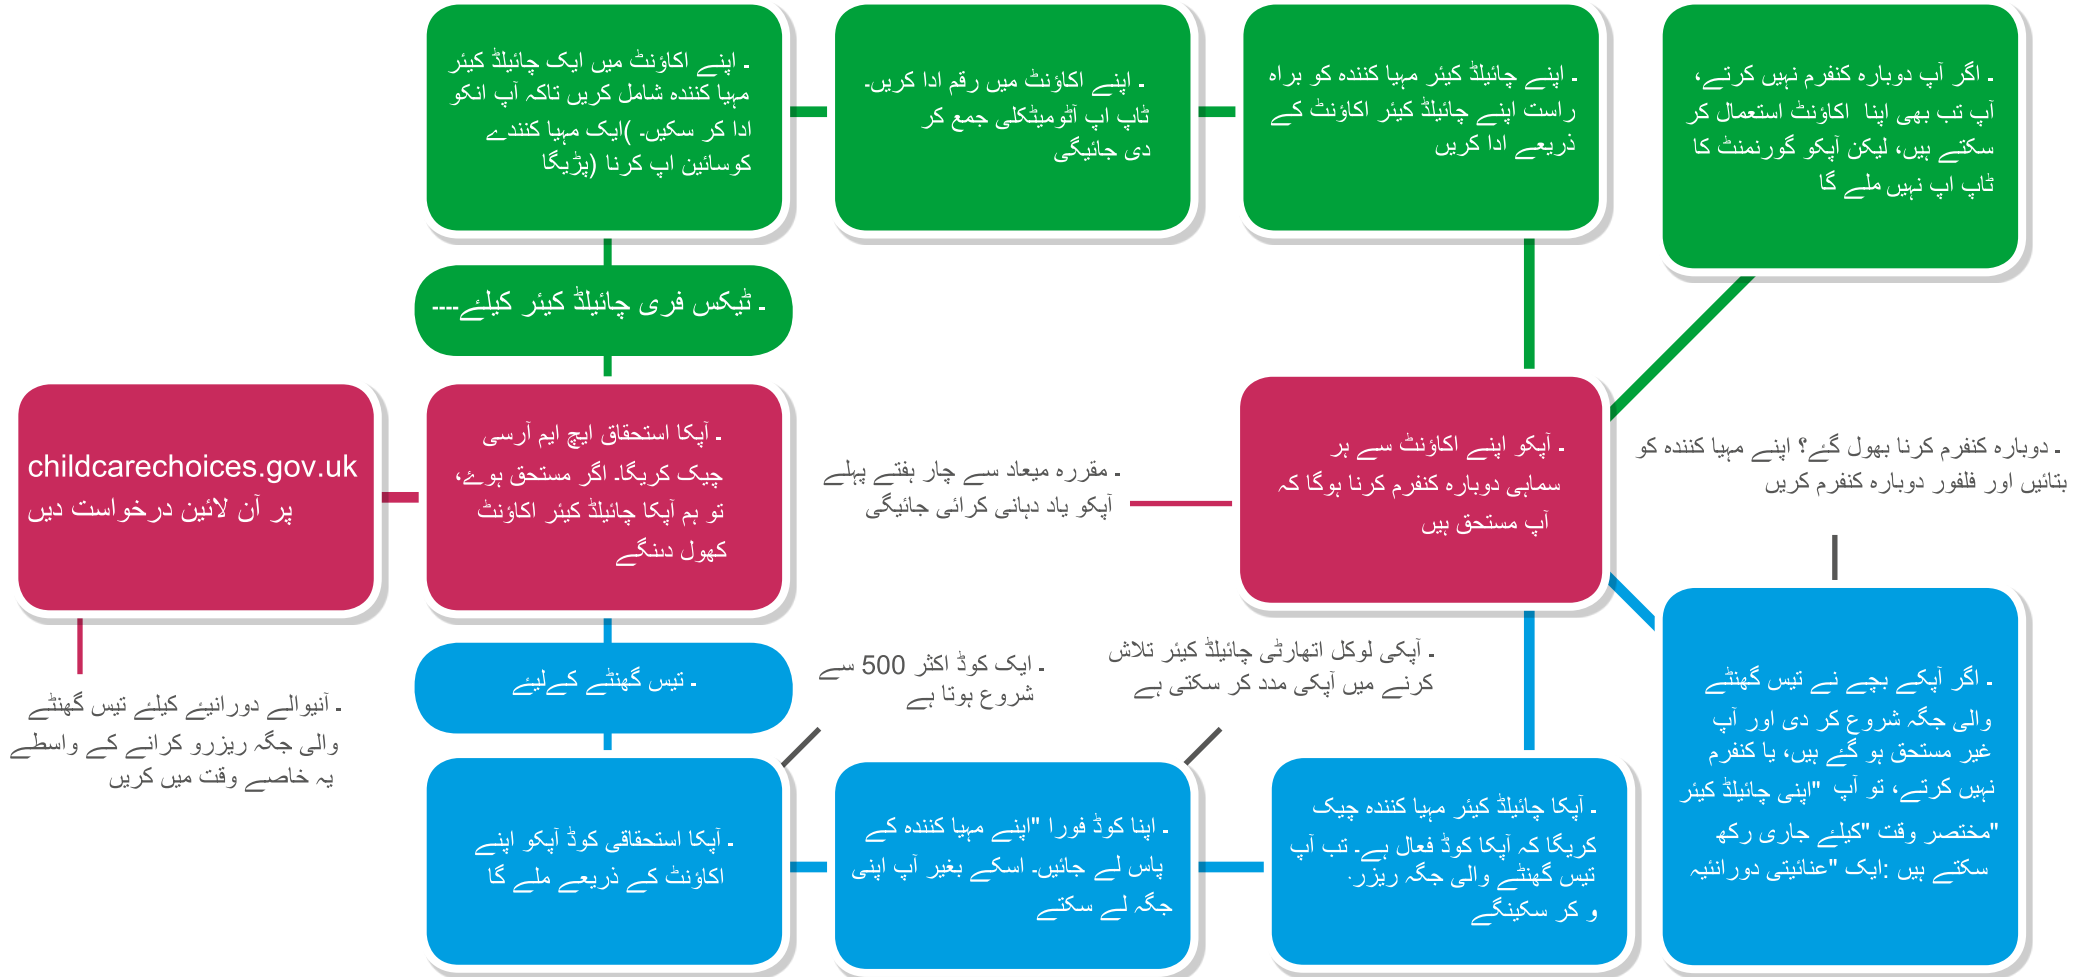 childcarechoices.gov.uk
پر آن لائین درخواست دیں
۔ آنیوالے دورانیئے کیلئے تیس گھنٹے
والی جگہ ریزرو کرانے کے واسطے
یہ خاصے وقت میں کریں
۔ آپکا استحقاق ایچ ایم آرسی
چیک کریگا۔ اگر مستحق ہوۓ،
تو ہم آپکا چائیلڈ کیئر اکاؤنٹ
کھول دینگے
۔ ٹیکس فری چائیلڈ کیئر کیلئے----
۔ اپنے اکاؤنٹ میں ایک چائیلڈ کیئر
مہیا کنندہ شامل کریں تاکہ آپ انکو
ادا کر سکیں۔ )ایک مہیا کنندے
کوسائین اپ کرنا (پڑیگا
۔ اپنے اکاؤنٹ میں رقم ادا کریں۔
ٹاپ اپ آٹومیٹکلی جمع کر
دی جائیگی
۔ اپنے چائیلڈ کیئر مہیا کنندہ کو براہ
راست اپنے چائیلڈ کیئر اکاؤنٹ کے
ذریعے ادا کریں
۔ اگر آپ دوبارہ کنفرم نہیں کرتے،
آپ تب بھی اپنا اکاؤنٹ استعمال کر
سکتے ہیں، لیکن آپکو گورنمنٹ کا
ٹاپ اپ نہیں ملے گا
۔ مقررہ میعاد سے چار ہفتے پہلے
آپکو یاد دہانی کرائی جائیگی
۔ آپکو اپنے اکاؤنٹ سے ہر
سماہی دوبارہ کنفرم کرنا ہوگا کہ
آپ مستحق ہیں
۔ دوبارہ کنفرم کرنا بھول گئے؟ اپنے مہیا کنندہ کو
بتائیں اور فلفور دوبارہ کنفرم کریں
۔ تیس گھنٹے کےلیئے
۔ ایک کوڈ اکثر 500 سے
شروع ہوتا ہے
۔ آپکی لوکل اتھارٹی چائیلڈ کیئر تلاش
کرنے میں آپکی مدد کر سکتی ہے
۔ آپکا استحقاقی کوڈ آپکو اپنے
اکاؤنٹ کے ذریعے ملے گا
۔ اپنا کوڈ فورا "اپنے مہیا کنندہ کے
پاس لے جائیں۔ اسکے بغیر آپ اپنی
جگہ لے سکتے
۔ آپکا چائیلڈ کیئر مہیا کنندہ چیک
کریگا کہ آپکا کوڈ فعال ہے۔ تب آپ
تیس گھنٹے والی جگہ ریزر۔
و کر سکینگے
۔ اگر آپکے بچے نے تیس گھنٹے
والی جگہ شروع کر دی اور آپ
غیر مستحق ہو گئے ہیں، یا کنفرم
نہیں کرتے، تو آپ "اپنی چائیلڈ کیئر
"مختصر وقت "کیلئے جاری رکھ
سکتے ہیں :ایک "عنائیتی دورانئیہ